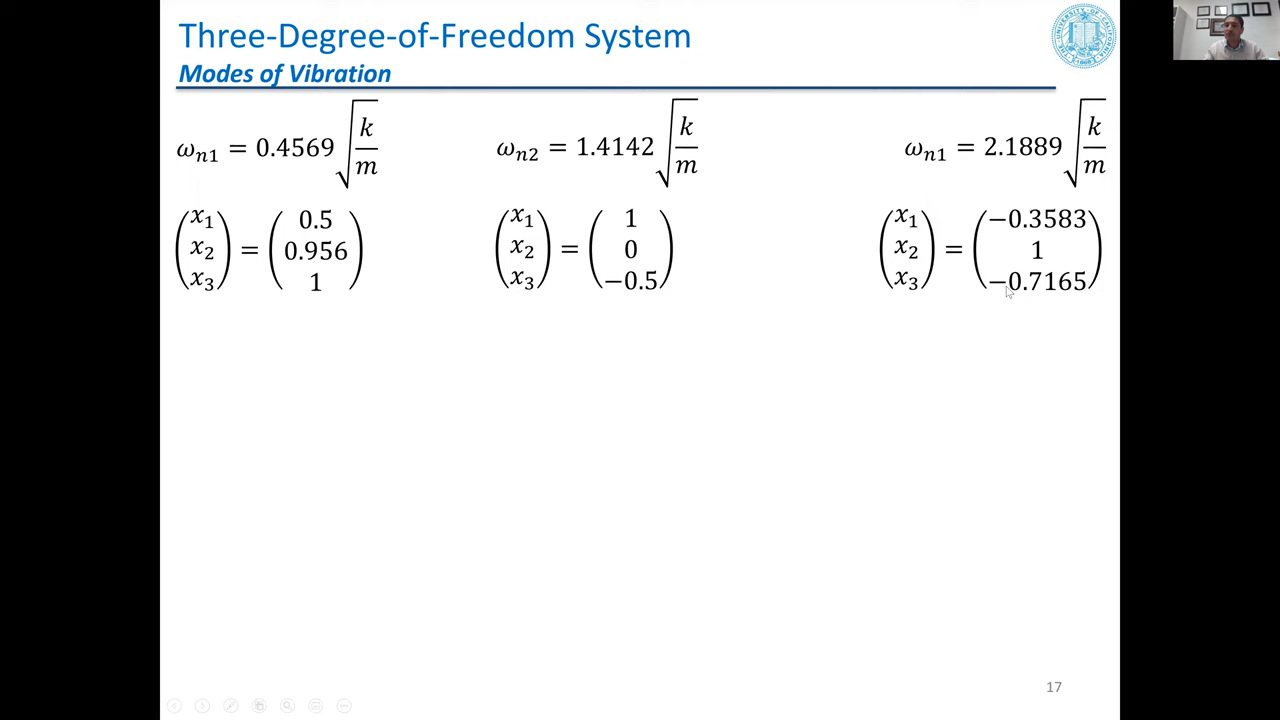 Three-Degree-of-Freedom System
Modes of Vibration
ωn1 = 0.4569 √(k/m)
ωn2 = 1.4142 √(k/m)
ωn1 = 2.1889 √(k/m)
(x1 x2 x3) = (0.5 0.956 1)
(x1 x2 x3) = (1 0 −0.5)
(x1 x2 x3) = (−0.3583 1 −0.7165)
17